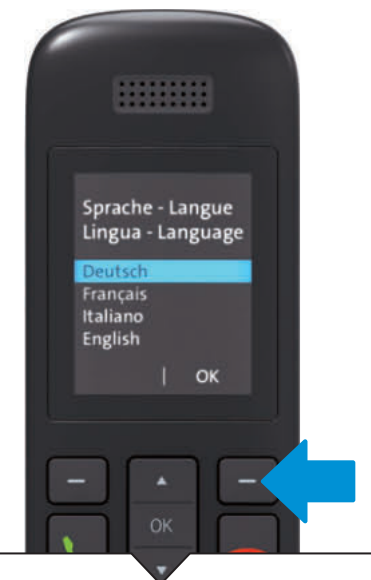 Sprache - Langue
Lingua - Language
Deutsch
Français
Italiano
English
| OK
OK